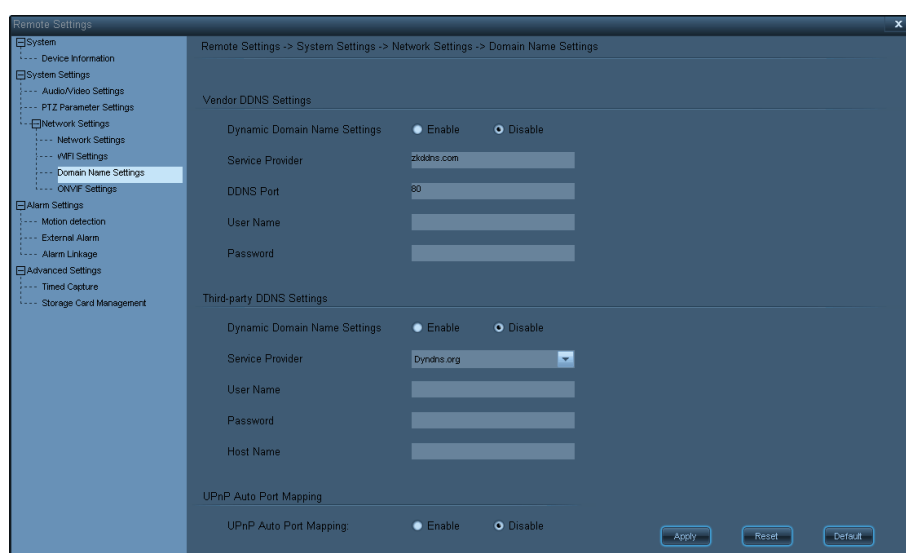 Remote Settings
x
System
Device Information
System Settings
Audio/Video Settings
PTZ Parameter Settings
Network Settings
Network Settings
WIFI Settings
Domain Name Settings
ONVIF Settings
Alarm Settings
Motion detection
External Alarm
Alarm Linkage
Advanced Settings
Timed Capture
Storage Card Management
Remote Settings -> System Settings -> Network Settings -> Domain Name Settings
Vendor DDNS Settings
Dynamic Domain Name Settings Enable Disable
Service Provider zkddns.com
DDNS Port 80
User Name
Password
Third-party DDNS Settings
Dynamic Domain Name Settings Enable Disable
Service Provider Dyndns.org
User Name
Password
Host Name
UPnP Auto Port Mapping
UPnP Auto Port Mapping: Enable Disable
Apply Reset Default